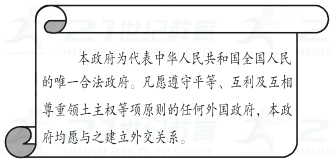 本政府为代表中华人民共和国全国人民
的唯一合法政府。凡愿遵守平等、互利及互相
尊重领土主权等项原则的任何外国政府，本政
府均愿与之建立外交关系。